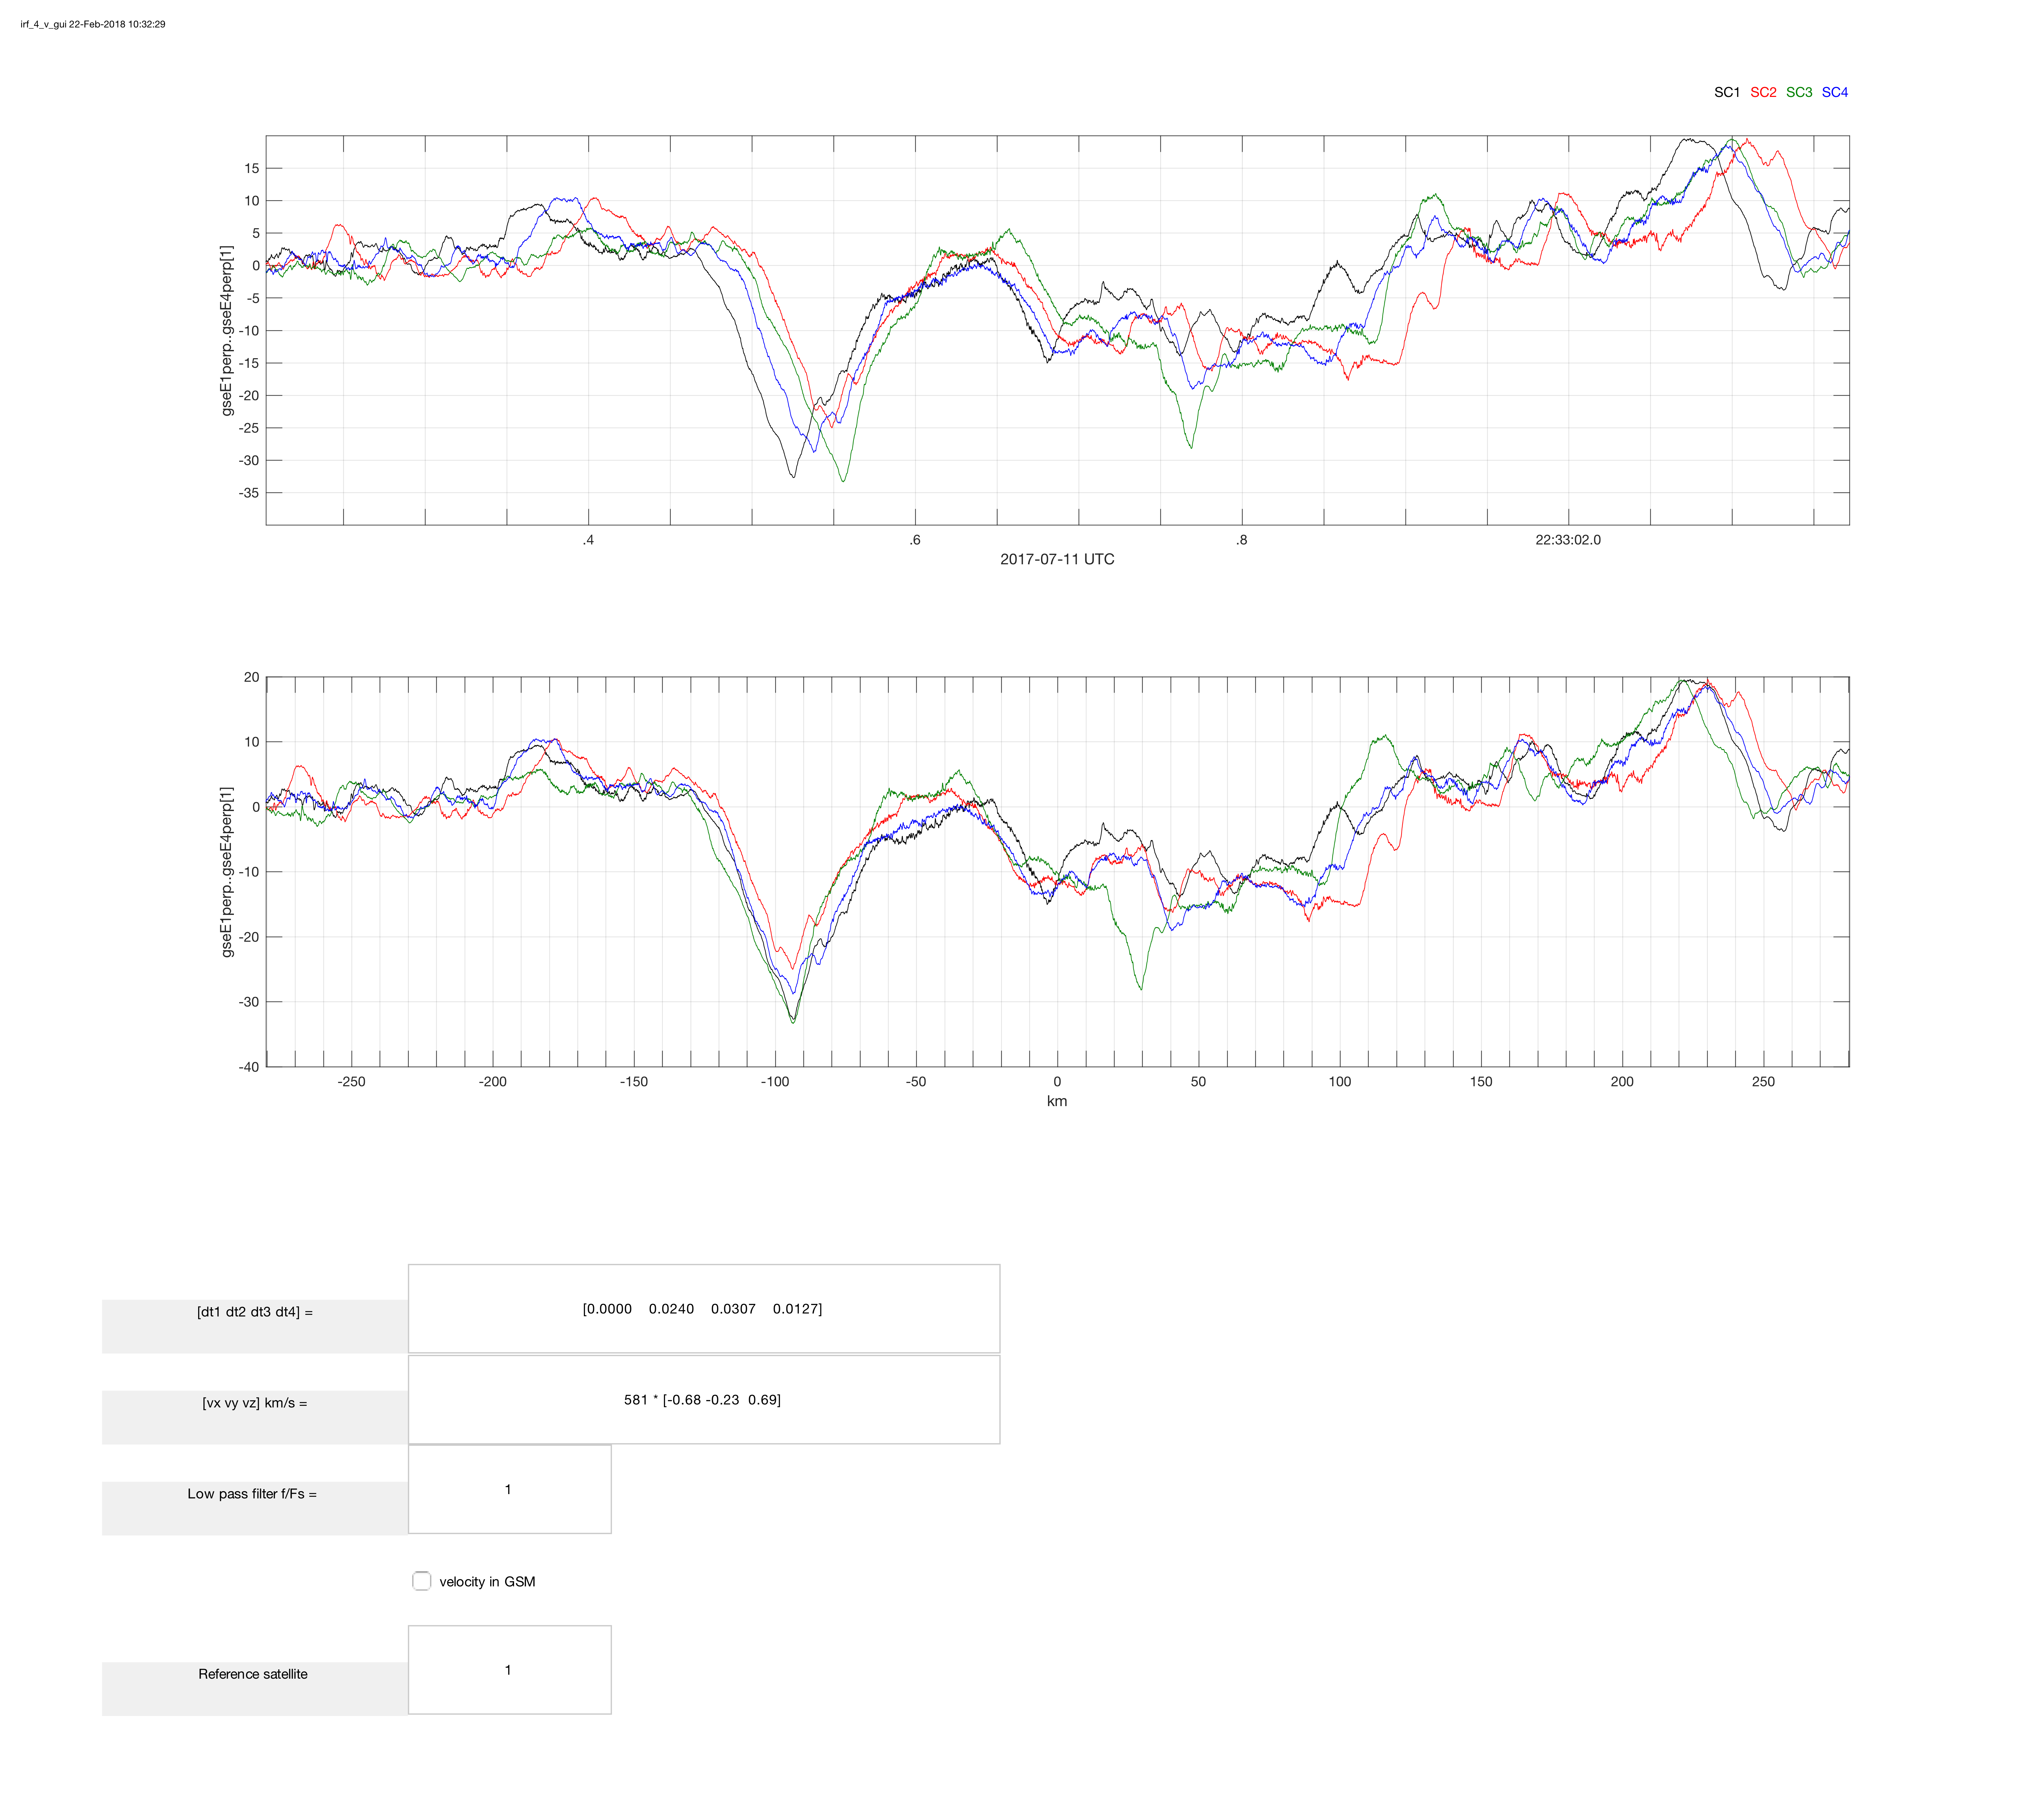 irf_4_v_gui 22-Feb-2018 10:32:29
SC1 SC2 SC3 SC4
gseE1perp..gseE4perp[1]
15
10
5
0
-5
-10
-15
-20
-25
-30
-35
.4 .6 .8 22:33:02.0
2017-07-11 UTC
gseE1perp..gseE4perp[1]
20
10
0
-10
-20
-30
-40
-250 -200 -150 -100 -50 0 50 100 150 200 250
km
[dt1 dt2 dt3 dt4] = [0.0000 0.0240 0.0307 0.0127]
[vx vy vz] km/s = 581 * [-0.68 -0.23 0.69]
Low pass filter f/Fs = 1
velocity in GSM
Reference satellite 1